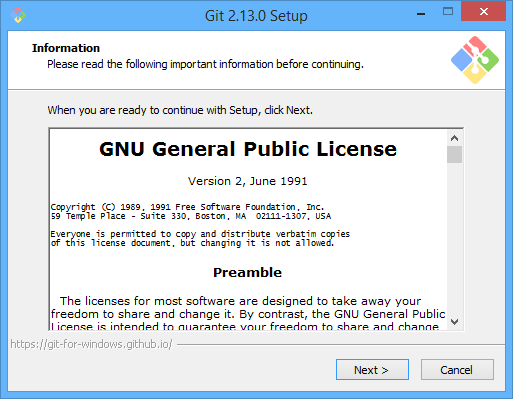 Git 2.13.0 Setup
Information
Please read the following important information before continuing.
When you are ready to continue with Setup, click Next.
GNU General Public License
Version 2, June 1991
Copyright (C) 1989, 1991 Free Software Foundation, Inc.
59 Temple Place - Suite 330, Boston, MA  02111-1307, USA
Everyone is permitted to copy and distribute verbatim copies
of this license document, but changing it is not allowed.
Preamble
The licenses for most software are designed to take away your
freedom to share and change it. By contrast, the GNU General Public
License is intended to guarantee your freedom to share and change
https://git-for-windows.github.io/
Next >
Cancel